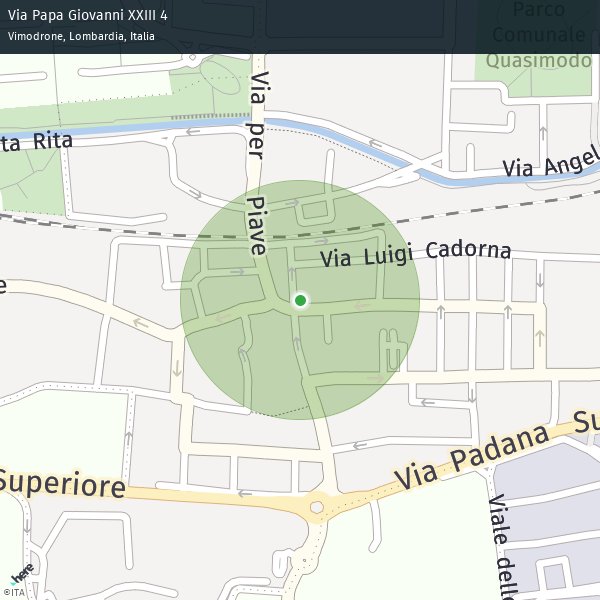 Via Papa Giovanni XXIII 4
Vimodrone, Lombardia, Italia
Parco
Comunale
Quasimodo
Via per
Piave
ta Rita
Via Angel
Via Luigi Cadorna
e
Via Padana Su
Superiore
Viale delle
here
©ITA